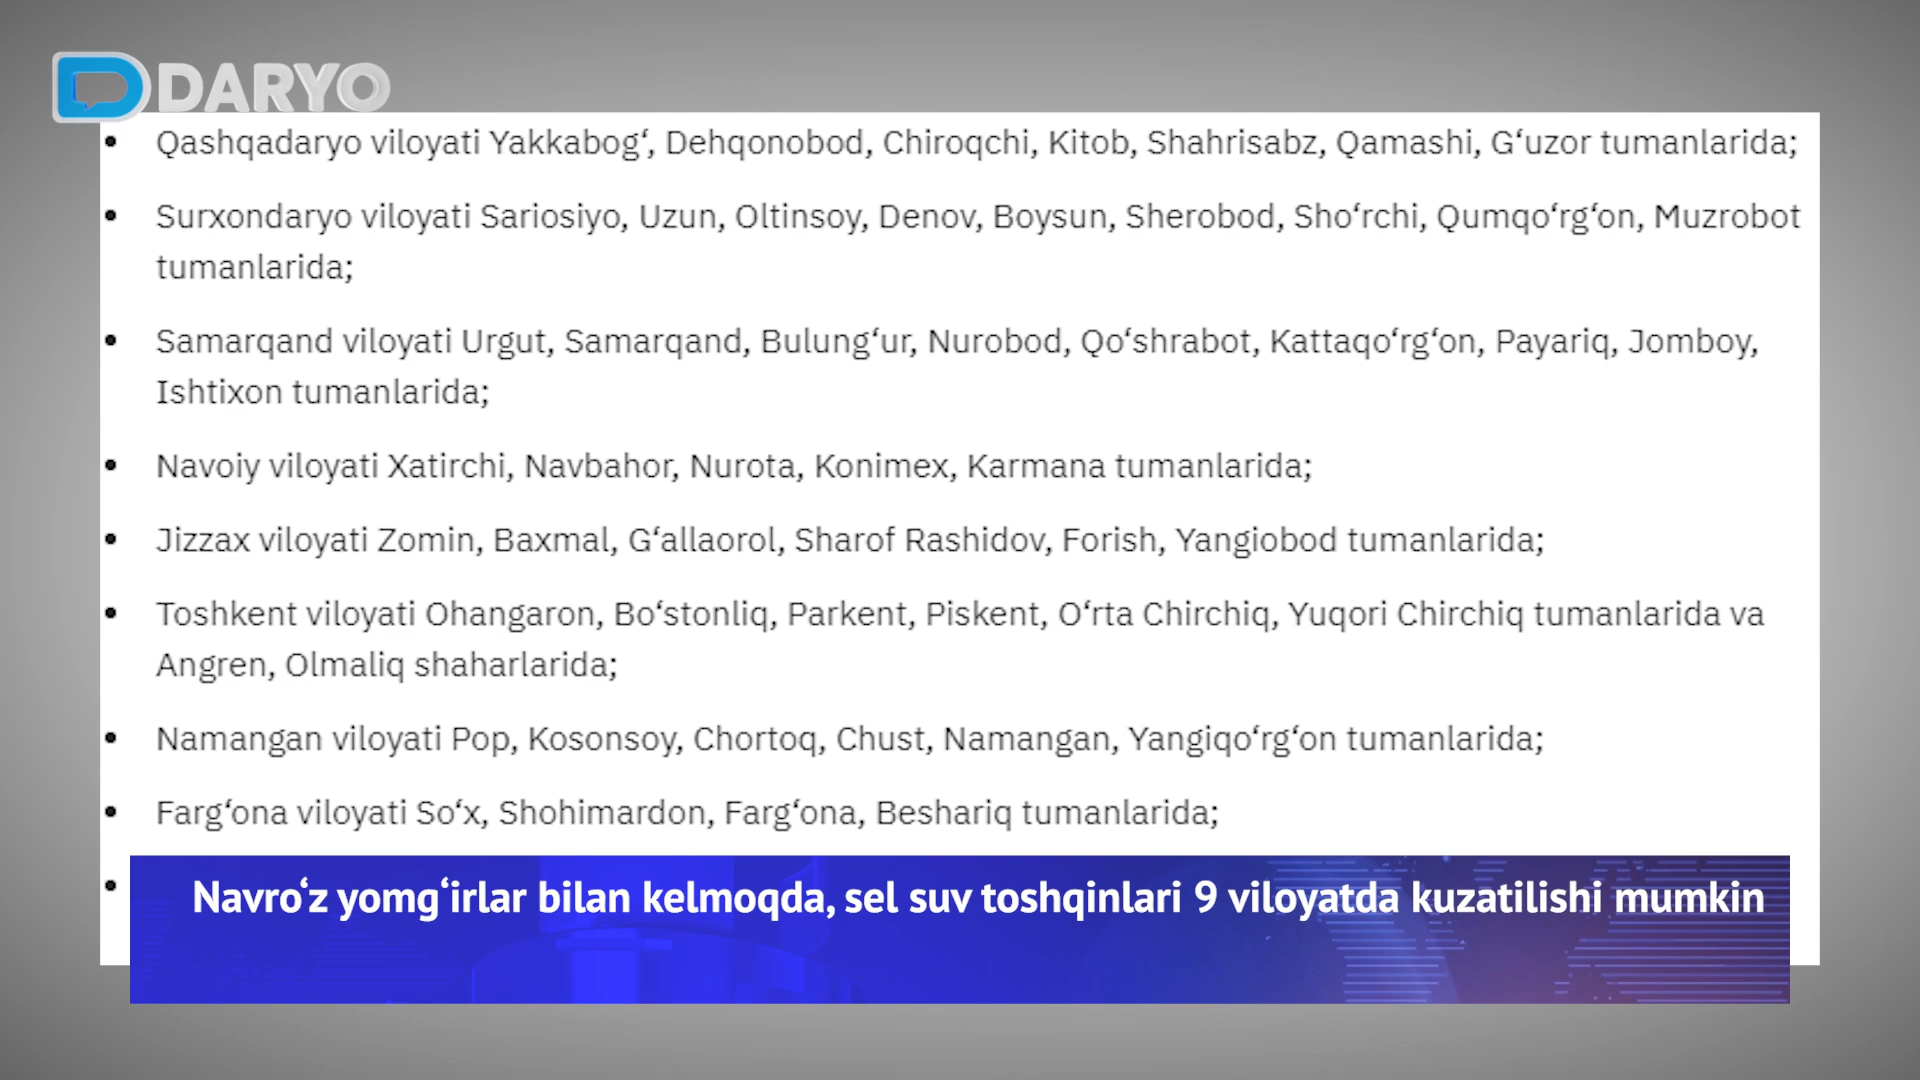 DARYO
• Qashqadaryo viloyati Yakkabog‘, Dehqonobod, Chiroqchi, Kitob, Shahrisabz, Qamashi, G‘uzor tumanlarida;
• Surxondaryo viloyati Sariosiyo, Uzun, Oltinsoy, Denov, Boysun, Sherobod, Sho‘rchi, Qumqo‘rg‘on, Muzrobot
tumanlarida;
• Samarqand viloyati Urgut, Samarqand, Bulung‘ur, Nurobod, Qo‘shrabot, Kattaqo‘rg‘on, Payariq, Jomboy,
Ishtixon tumanlarida;
• Navoiy viloyati Xatirchi, Navbahor, Nurota, Konimex, Karmana tumanlarida;
• Jizzax viloyati Zomin, Baxmal, G‘allaorol, Sharof Rashidov, Forish, Yangiobod tumanlarida;
• Toshkent viloyati Ohangaron, Bo‘stonliq, Parkent, Piskent, O‘rta Chirchiq, Yuqori Chirchiq tumanlarida va
Angren, Olmaliq shaharlarida;
• Namangan viloyati Pop, Kosonsoy, Chortoq, Chust, Namangan, Yangiqo‘rg‘on tumanlarida;
• Farg‘ona viloyati So‘x, Shohimardon, Farg‘ona, Beshariq tumanlarida;
•
Navro‘z yomg‘irlar bilan kelmoqda, sel suv toshqinlari 9 viloyatda kuzatilishi mumkin